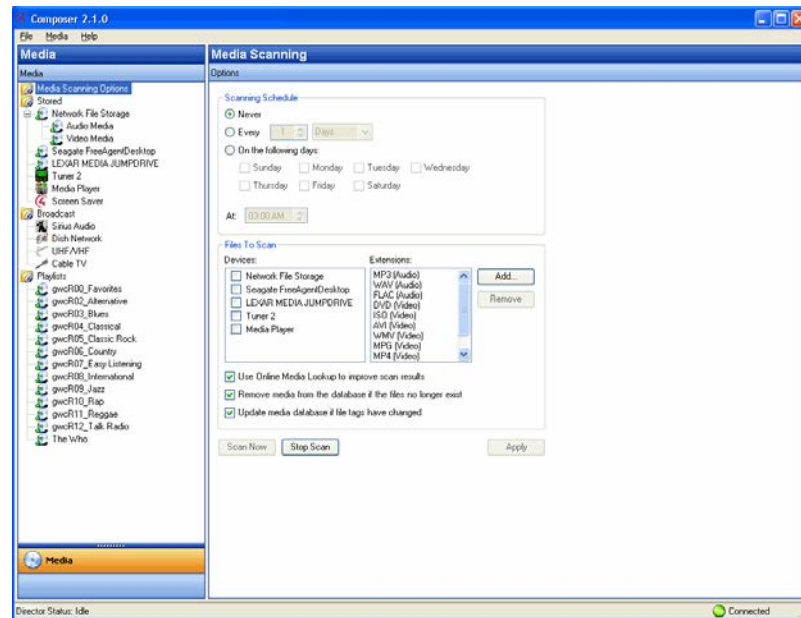 Composer 2.1.0
File Media Help
Media
Media
Media Scanning Options
Stored
Network File Storage
Audio Media
Video Media
Seagate FreeAgentDesktop
LEXAR MEDIA JUMPDRIVE
Tuner 2
Media Player
Screen Saver
Broadcast
Sirius Audio
Dish Network
UHF/VHF
Cable TV
Playlists
gwcR00_Favorites
gwcR02_Alternative
gwcR03_Blues
gwcR04_Classical
gwcR05_Classic Rock
gwcR06_Country
gwcR07_Easy Listening
gwcR08_International
gwcR09_Jazz
gwcR10_Rap
gwcR11_Reggae
gwcR12_Talk Radio
The Who
Media
Media Scanning
Options
Scanning Schedule
Never
Every 1 Days
On the following days:
Sunday Monday Tuesday Wednesday
Thursday Friday Saturday
At: 03:00 AM
Files To Scan
Devices:
Network File Storage
Seagate FreeAgentDesktop
LEXAR MEDIA JUMPDRIVE
Tuner 2
Media Player
Extensions:
MP3 (Audio)
WAV (Audio)
FLAC (Audio)
DVD (Video)
ISO (Video)
AVI (Video)
WMV (Video)
MPG (Video)
MP4 (Video)
Add...
Remove
Use Online Media Lookup to improve scan results
Remove media from the database if the files no longer exist
Update media database if file tags have changed
Scan Now Stop Scan Apply
Director Status: Idle Connected